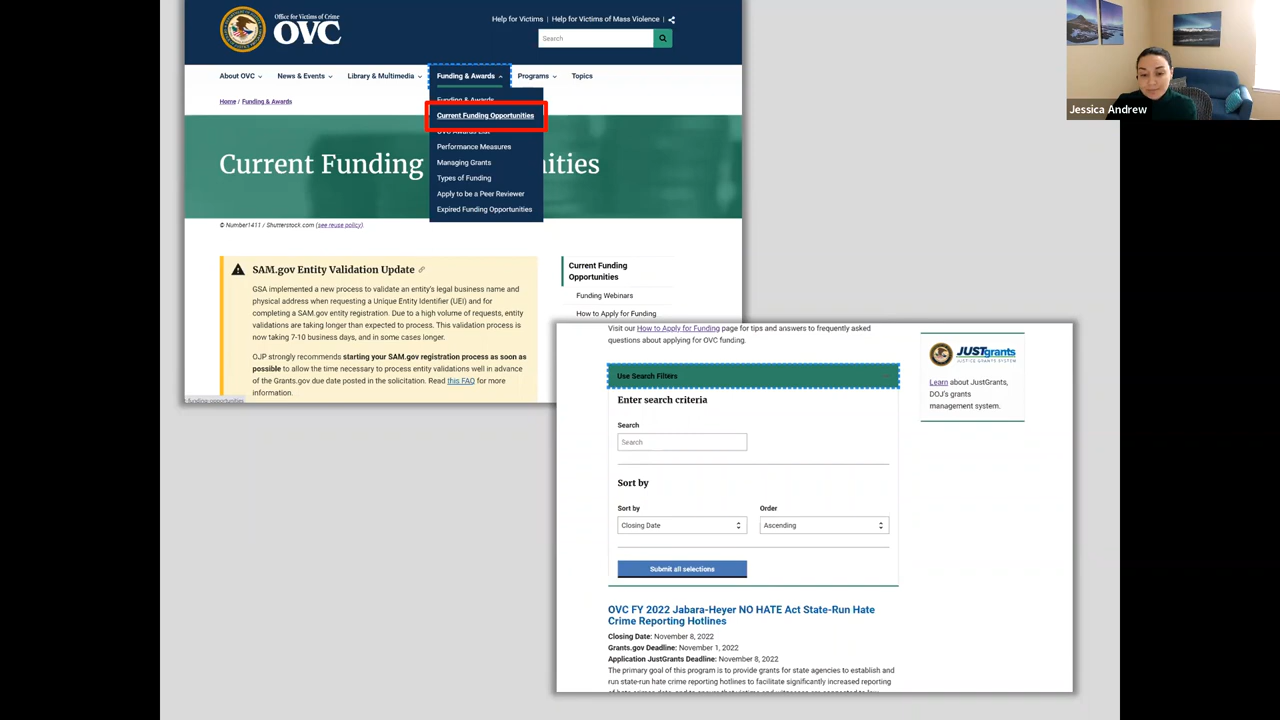 Office for Victims of Crime
OVC
Help for Victims | Help for Victims of Mass Violence |
Search
About OVC News & Events Library & Multimedia Funding & Awards Programs Topics
Home / Funding & Awards
Funding & Awards
Current Funding Opportunities
OVC Awards List
Performance Measures
Managing Grants
Types of Funding
Apply to be a Peer Reviewer
Expired Funding Opportunities
Current Funding
nities
© Number1411 / Shutterstock.com (see reuse policy).
SAM.gov Entity Validation Update
GSA implemented a new process to validate an entity's legal business name and
physical address when requesting a Unique Entity Identifier (UEI) and for
completing a SAM.gov entity registration. Due to a high volume of requests, entity
validations are taking longer than expected to process. This validation process is
now taking 7-10 business days, and in some cases longer.
OJP strongly recommends starting your SAM.gov registration process as soon as
possible to allow the time necessary to process entity validations well in advance
of the Grants.gov due date posted in the solicitation. Read this FAQ for more
information.
Current Funding
Opportunities
Funding Webinars
How to Apply for Funding
Jessica Andrew
Visit our How to Apply for Funding page for tips and answers to frequently asked
questions about applying for OVC funding.
Use Search Filters
Enter search criteria
Search
Search
Sort by
Sort by Order
Closing Date Ascending
Submit all selections
JUSTgrants
JUSTICE GRANTS SYSTEM
Learn about JustGrants,
DOJ's grants
management system.
OVC FY 2022 Jabara-Heyer NO HATE Act State-Run Hate
Crime Reporting Hotlines
Closing Date: November 8, 2022
Grants.gov Deadline: November 1, 2022
Application JustGrants Deadline: November 8, 2022
The primary goal of this program is to provide grants for state agencies to establish and
run state-run hate crime reporting hotlines to facilitate significantly increased reporting